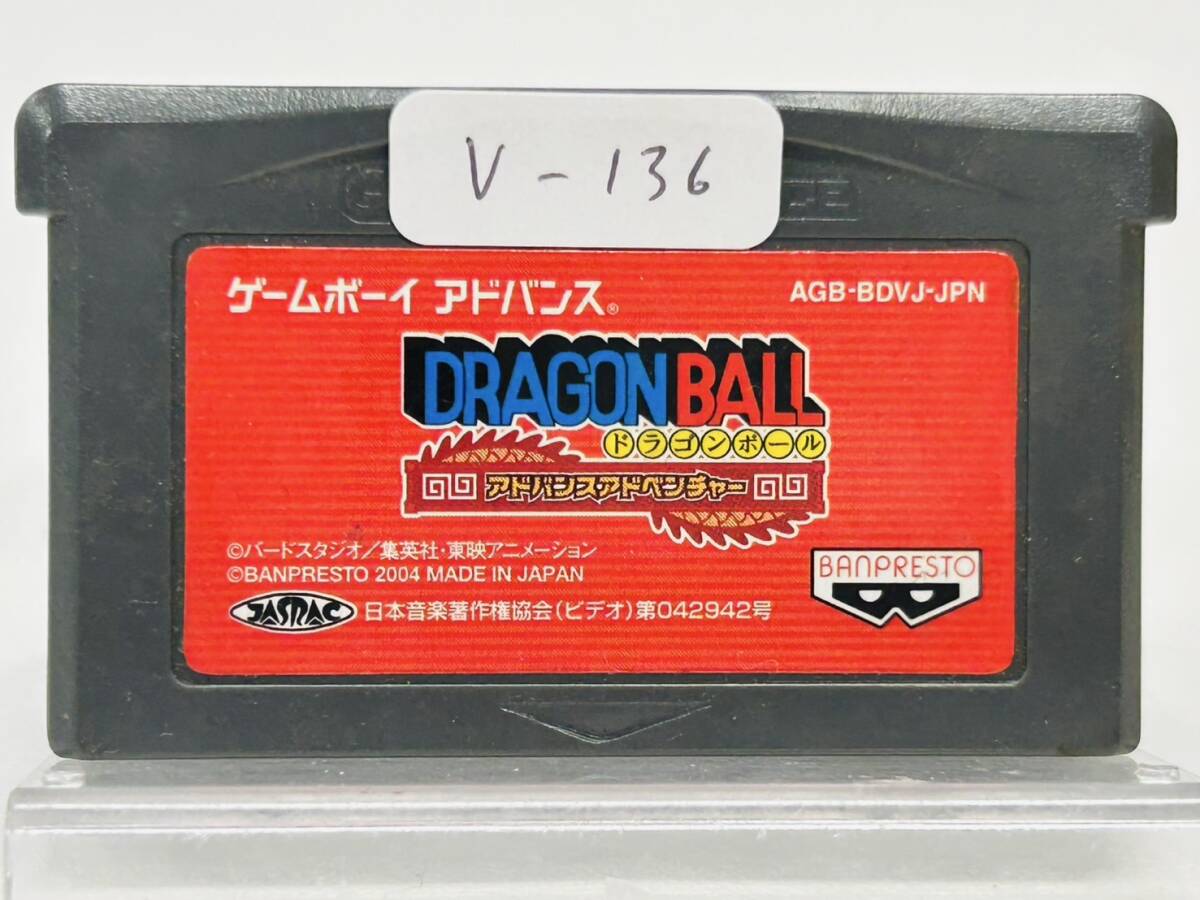 V-136
ゲームボーイ アドバンス®
AGB-BDVJ-JPN
DRAGON BALL
ドラゴンボール
アドバンスアドベンチャー
©バードスタジオ/集英社・東映アニメーション
©BANPRESTO 2004 MADE IN JAPAN
BANPRESTO
JASRAC
日本音楽著作権協会(ビデオ)第042942号